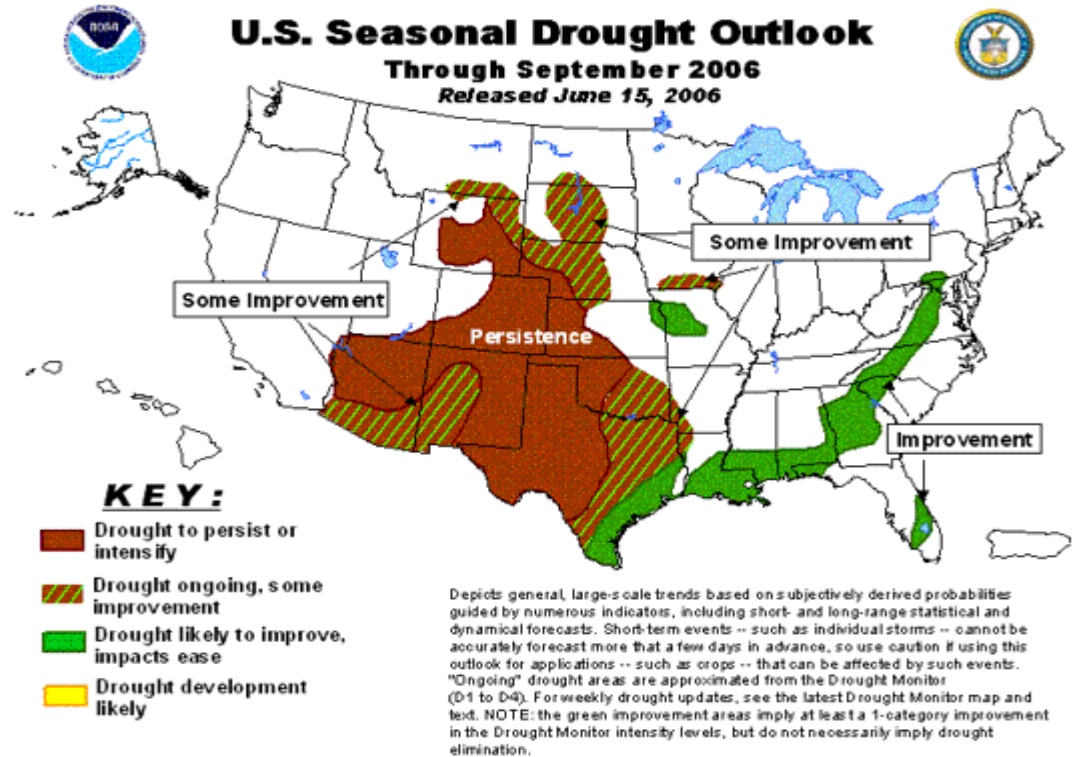 NOAA
U.S. Seasonal Drought Outlook
Through September 2006
Released June 15, 2006
Some Improvement
Some Improvement
Persistence
Improvement
KEY:
Drought to persist or
intensify
Drought ongoing, some
improvement
Drought likely to improve,
impacts ease
Drought development
likely
Depicts general, large-scale trends based on subjectively derived probabilities
guided by numerous indicators, including short- and long-range statistical and
dynamical forecasts. Short-term events -- such as individual storms -- cannot be
accurately forecast more that a few days in advance, so use caution if using this
outlook for applications -- such as crops -- that can be affected by such events.
"Ongoing" drought areas are approximated from the Drought Monitor
(D1 to D4). For weekly drought updates, see the latest Drought Monitor map and
text. NOTE: the green improvement areas imply at least a 1-category improvement
in the Drought Monitor intensity levels, but do not necessarily imply drought
elimination.